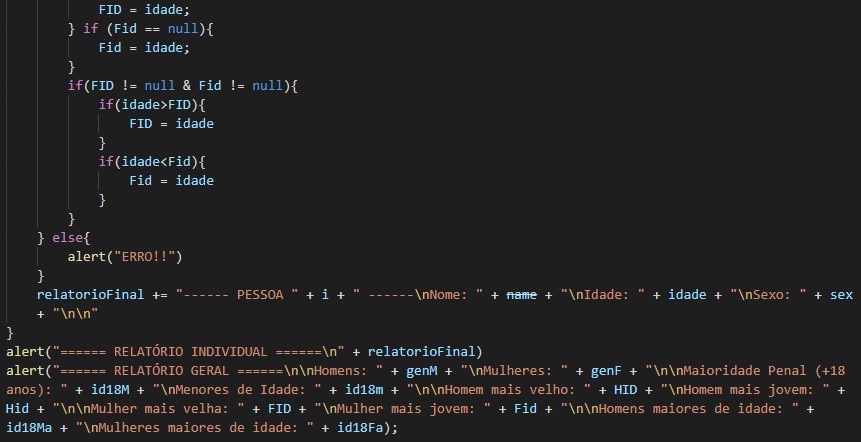 FID = idade;
} if (Fid == null){
Fid = idade;
}
if(FID != null & Fid != null){
if(idade>FID){
FID = idade
}
if(idade<Fid){
Fid = idade
}
}
} else{
alert("ERRO!!")
}
relatorioFinal += "------ PESSOA " + i + " ------\nNome: " + name + "\nIdade: " + idade + "\nSexo: " + sex
+ "\n\n"
}
alert("====== RELATÓRIO INDIVIDUAL ======\n" + relatorioFinal)
alert("====== RELATÓRIO GERAL ======\n\nHomens: " + genM + "\nMulheres: " + genF + "\n\nMaioridade Penal (+18
anos): " + id18M + "\nMenores de Idade: " + id18m + "\n\nHomem mais velho: " + HID + "\nHomem mais jovem: " +
Hid + "\n\nMulher mais velha: " + FID + "\nMulher mais jovem: " + Fid + "\n\nHomens maiores de idade: " +
id18Ma + "\nMulheres maiores de idade: " + id18Fa);